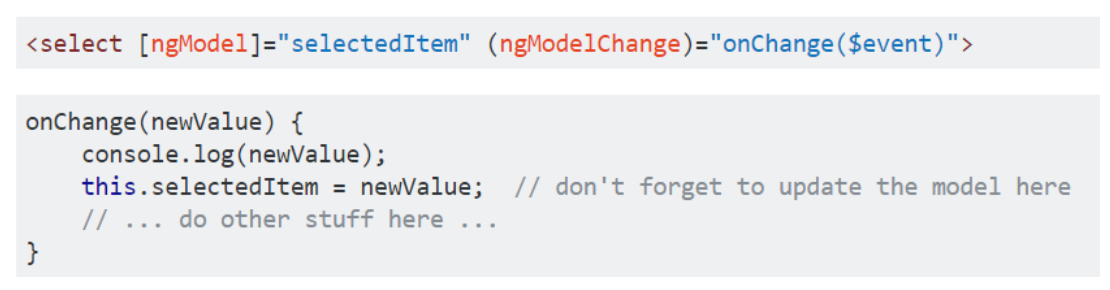 <select [ngModel]="selectedItem" (ngModelChange)="onChange($event)">
onChange(newValue) {
    console.log(newValue);
    this.selectedItem = newValue;  // don't forget to update the model here
    // ... do other stuff here ...
}